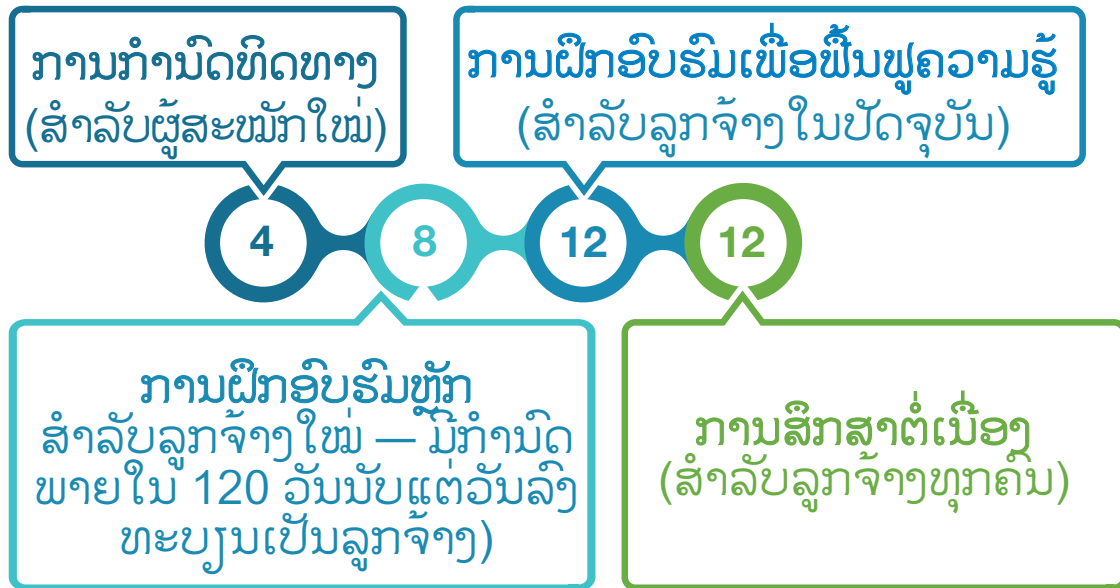 ການກຳນົດທິດທາງ
(ສຳລັບຜູ້ສະໝັກໃໝ່)
ການຝຶກອົບຮົມເພື່ອຟື້ນຟູຄວາມຮູ້
(ສຳລັບລູກຈ້າງໃນປັດຈຸບັນ)
4
8
12
12
ການຝຶກອົບຮົມຫຼັກ
ສຳລັບລູກຈ້າງໃໝ່ — ມີກຳນົດ
ພາຍໃນ 120 ວັນນັບແຕ່ວັນລົງ
ທະບຽນເປັນລູກຈ້າງ)
ການສຶກສາຕໍ່ເນື່ອງ
(ສຳລັບລູກຈ້າງທຸກຄົນ)